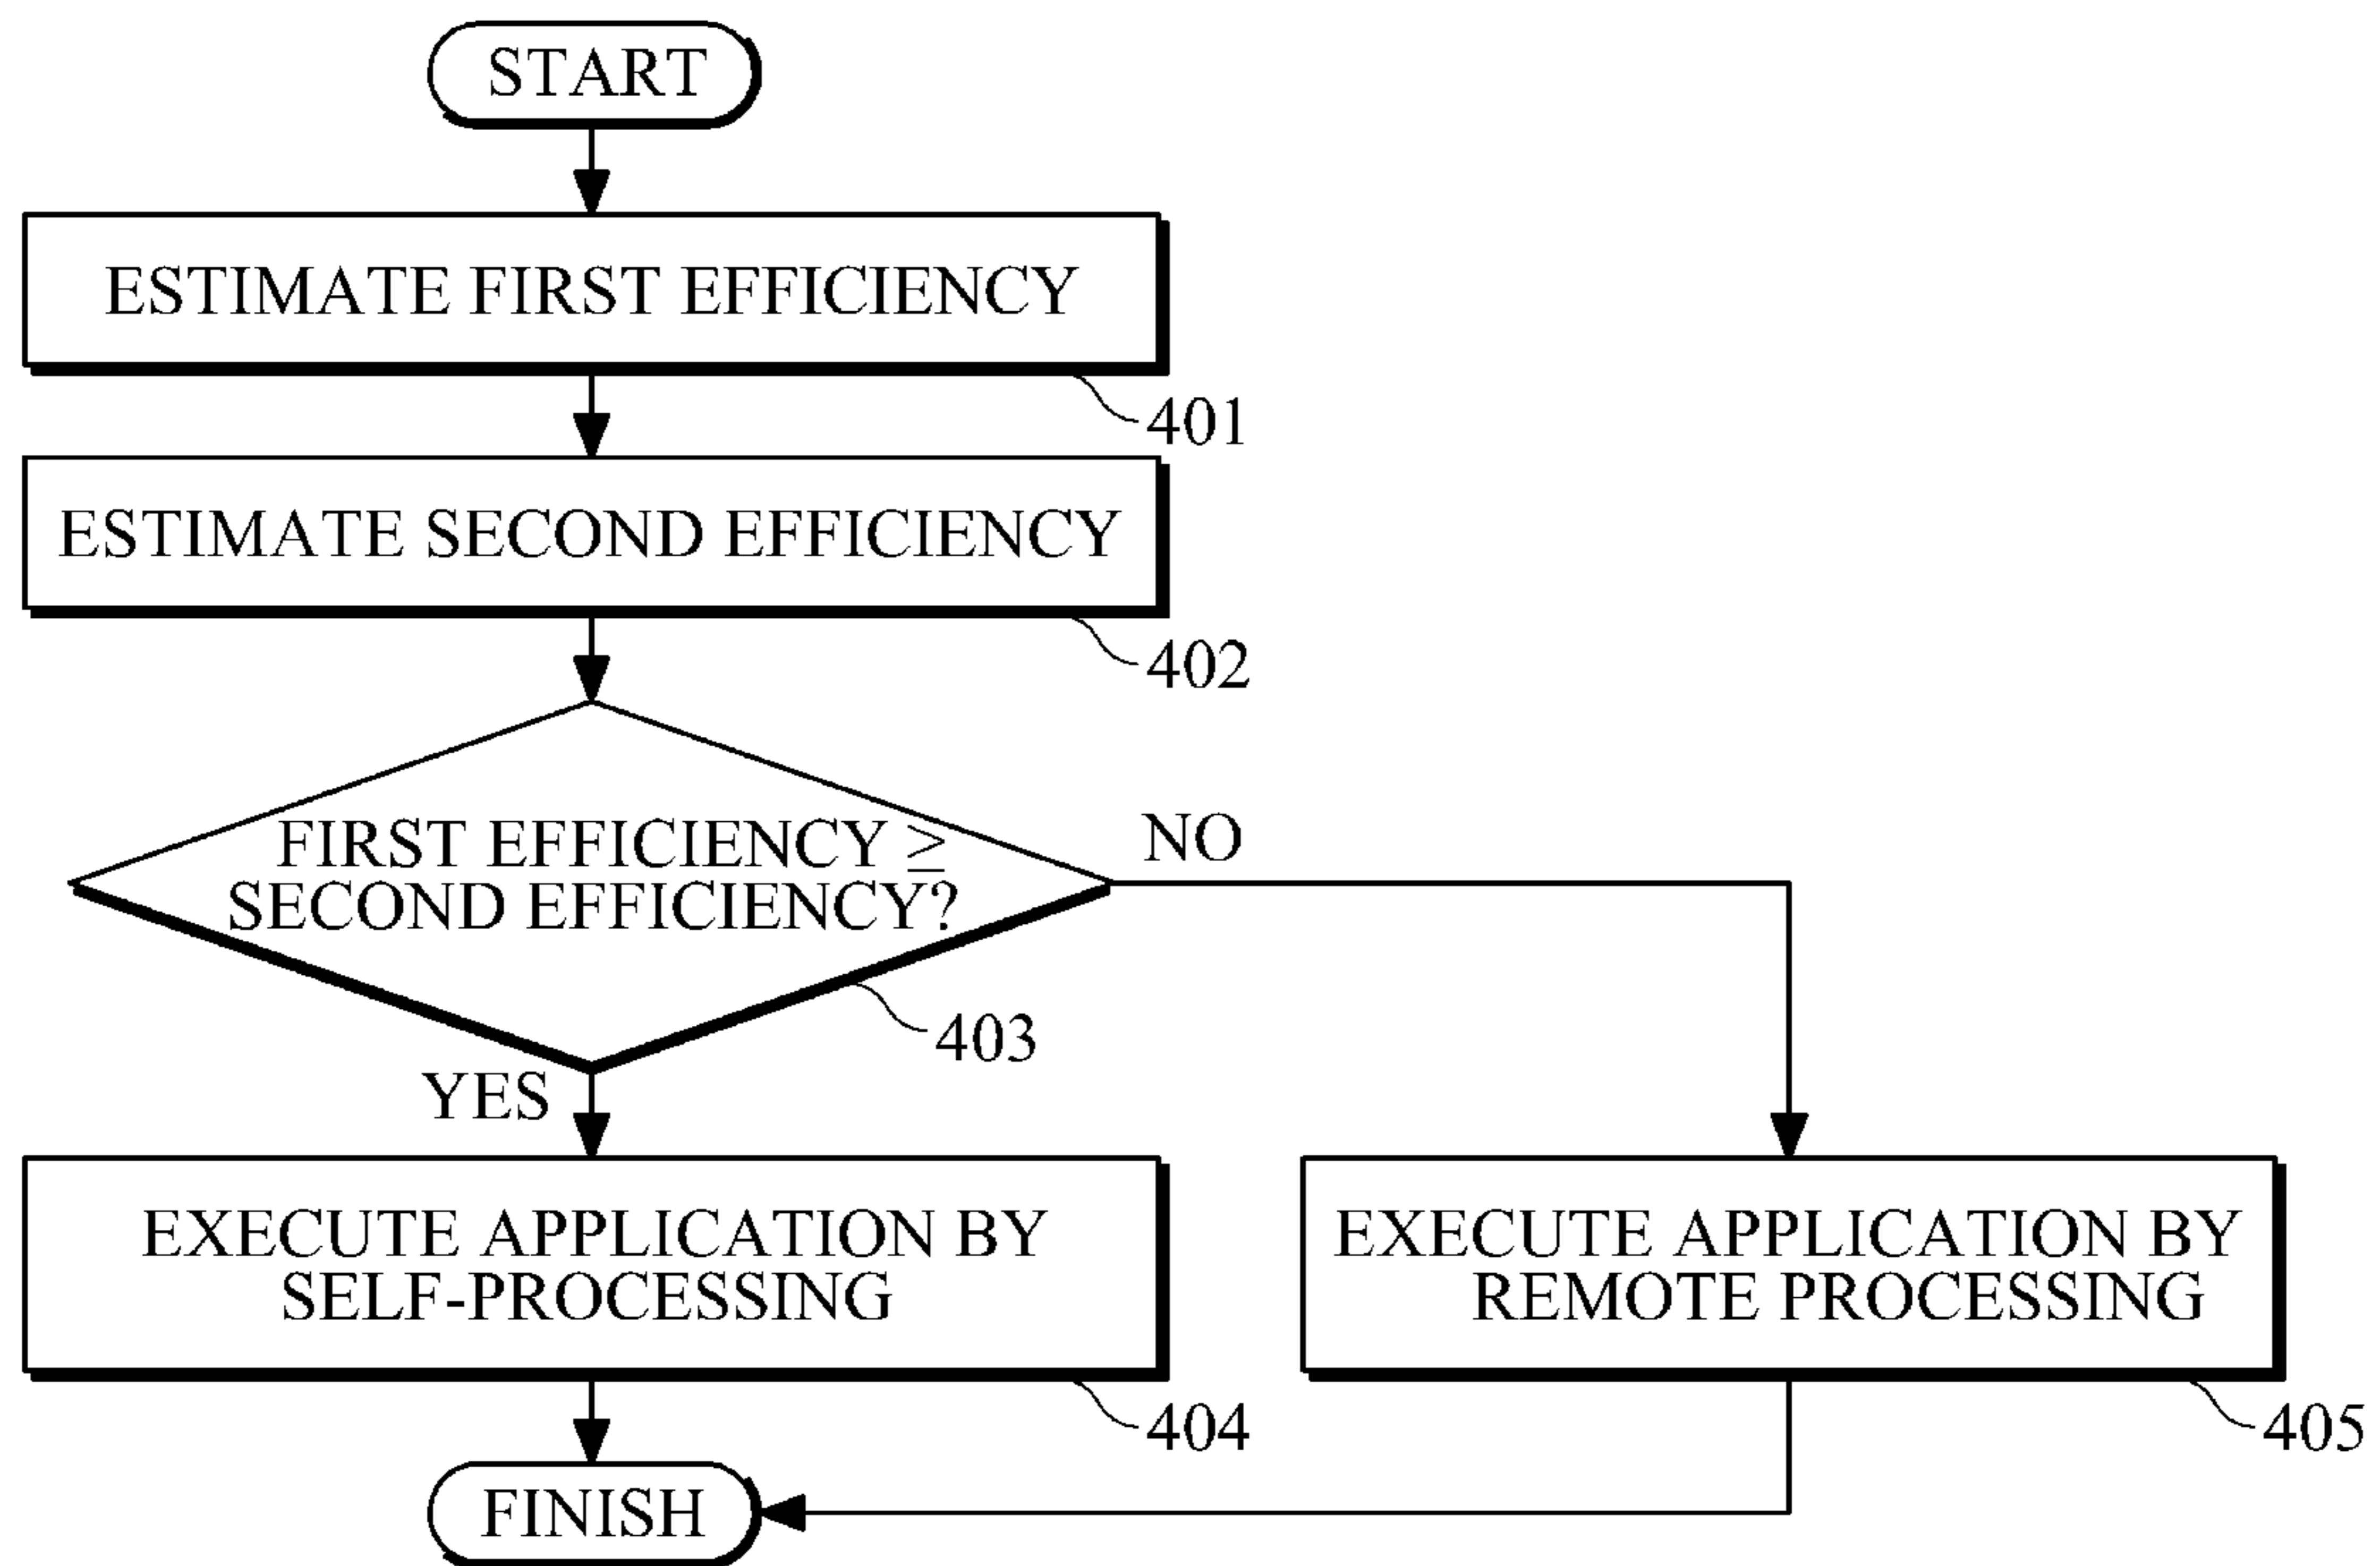 START
ESTIMATE FIRST EFFICIENCY
401
ESTIMATE SECOND EFFICIENCY
402
FIRST EFFICIENCY ≥
SECOND EFFICIENCY?
NO
403
YES
EXECUTE APPLICATION BY
SELF-PROCESSING
404
EXECUTE APPLICATION BY
REMOTE PROCESSING
405
FINISH